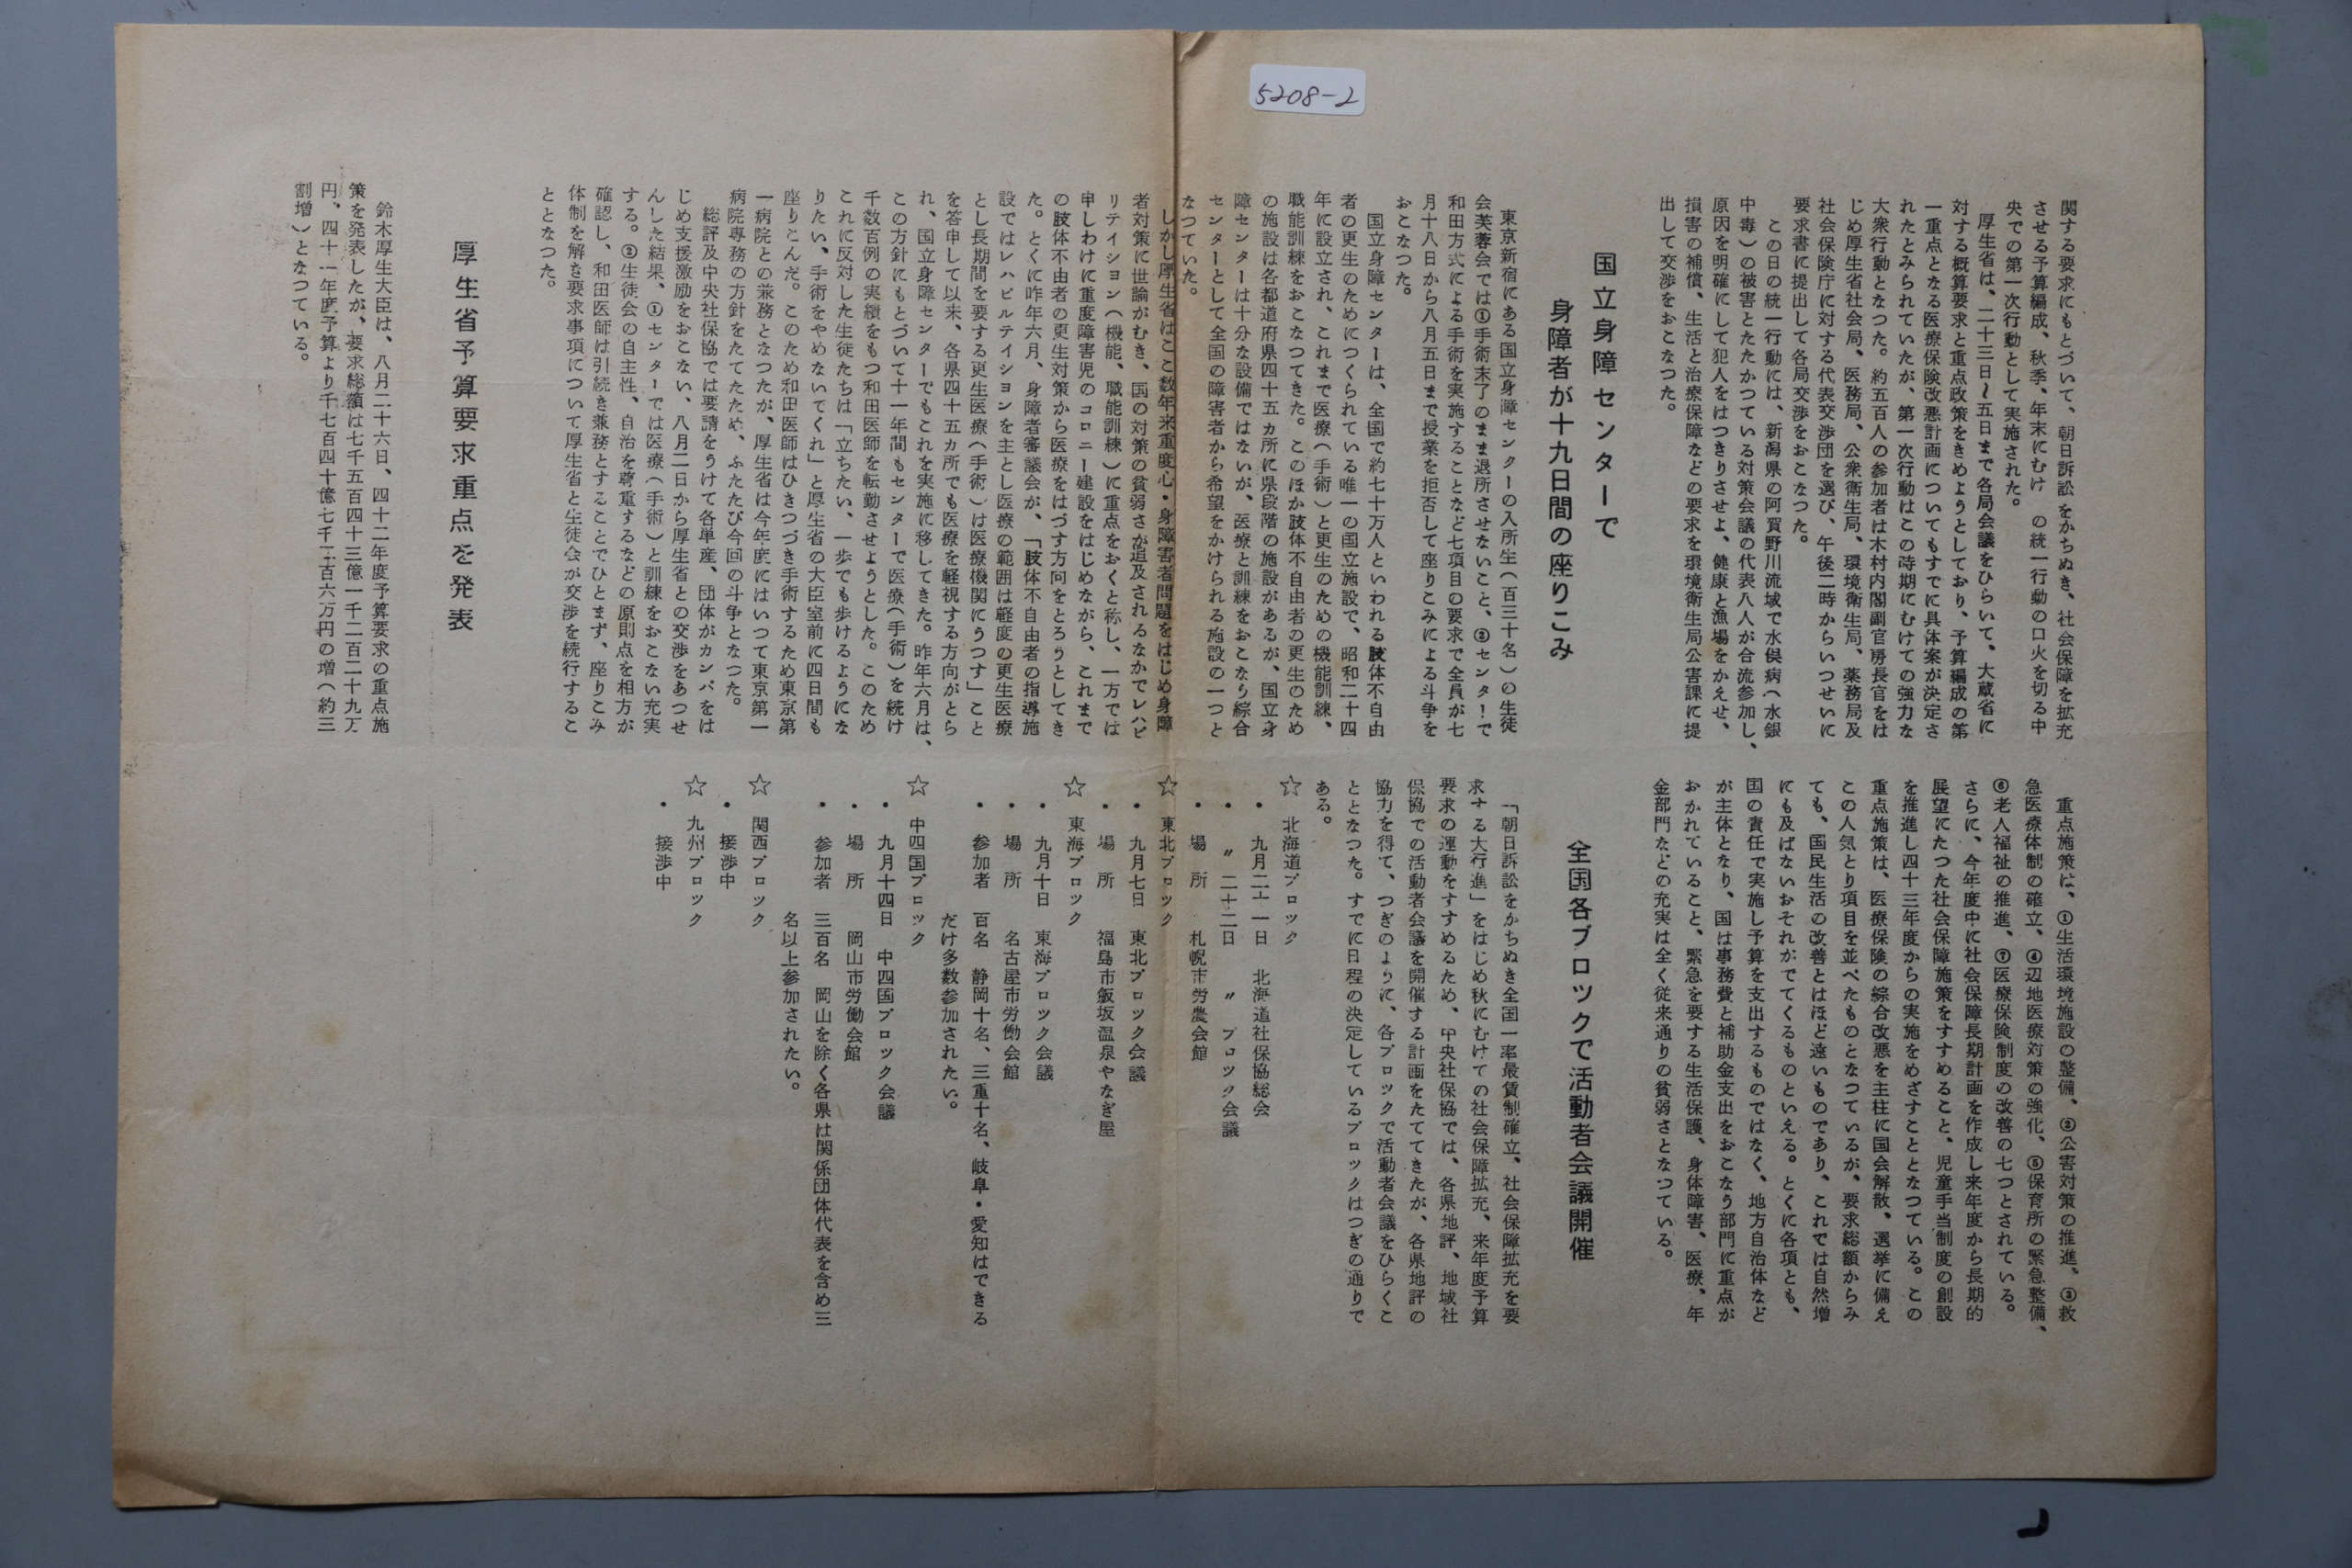 5208-2
関する要求にもとづいて、朝日訴訟をかちぬき、社会保障を拡充
させる予算編成、秋季、年末にむけ の統一行動の口火を切る中
央での第一次行動として実施された。
厚生省は、二十三日~五日まで各局会議をひらいて、大蔵省に
対する概算要求と重点政策をきめようとしており、予算編成の第
一重点となる医療保険改悪計画についてもすでに具体案が決定さ
れたとみられていたが、第一次行動はこの時期にむけての強力な
大衆行動となつた。約五百人の参加者は木村内閣副官房長官をは
じめ厚生省社会局、医務局、公衆衛生局、環境衛生局、薬務局及
社会保険庁に対する代表交渉団を選び、午後二時からいつせいに
要求書に提出して各局交渉をおこなつた。
この日の統一行動には、新潟県の阿賀野川流域で水俣病(水銀
中毒)の被害とたたかつている対策会議の代表八人が合流参加し、
原因を明確にして犯人をはつきりさせよ、健康と漁場をかえせ、
損害の補償、生活と治療保障などの要求を環境衛生局公害課に提
出して交渉をおこなつた。
国立身障センターで
身障者が十九日間の座りこみ
東京新宿にある国立身障センターの入所生(百三十名)の生徒
会芙蓉会では①手術末了のまま退所させないこと、②センターで
和田方式による手術を実施することなど七項目の要求で全員が七
月十八日から八月五日まで授業を拒否して座りこみによる斗争を
おこなつた。
国立身障センターは、全国で約七十万人といわれる肢体不自由
者の更生のためにつくられている唯一の国立施設で、昭和二十四
年に設立され、これまで医療(手術)と更生のための機能訓練、
職能訓練をおこなつてきた。このほか肢体不自由者の更生のため
の施設は各都道府県四十五カ所に県段階の施設があるが、国立身
障センターは十分な設備ではないが、医療と訓練をおこなう綜合
センターとして全国の障害者から希望をかけられる施設の一つと
なつていた。
しかし厚生省はここ数年来重度心・身障害者問題をはじめ身障
者対策に世論がむき、国の対策の貧弱さが追及されるなかでレハビ
リテイション(機能、職能訓練)に重点をおくと称し、一方では
申しわけに重度障害児のコロニー建設をはじめながら、これまで
の肢体不由者の更生対策から医療をはづす方向をとろうとしてき
た。とくに昨年六月、身障者審議会が、「肢体不自由者の指導施
設ではレハビルテイションを主とし医療の範囲は軽度の更生医療
とし長期間を要する更生医療(手術)は医療機関にうつす」こと
を答申して以来、各県四十五カ所でも医療を軽視する方向がとら
れ、国立身障センターでもこれを実施に移してきた。昨年六月は、
この方針にもとづいて十一年間もセンターで医療(手術)を続け
千数百例の実績をもつ和田医師を転勤させようとした。このため
これに反対した生徒たちは「立ちたい、一歩でも歩けるようにな
りたい、手術をやめないてくれ」と厚生省の大臣室前に四日間も
座りこんだ。このため和田医師はひきつづき手術するため東京第
一病院との兼務となつたが、厚生省は今年度にはいつて東京第一
病院専務の方針をたてたため、ふたたび今回の斗争となつた。
総評及中央社保協では要請をうけて各単産、団体がカンパをは
じめ支援激励をおこない、八月二日から厚生省との交渉をあつせ
んした結果、①センターでは医療(手術)と訓練をおこない充実
する。②生徒会の自主性、自治を尊重するなどの原則点を相方が
確認し、和田医師は引続き兼務とすることでひとまず、座りこみ
体制を解き要求事項について厚生省と生徒会が交渉を続行するこ
ととなつた。
厚生省予算要求重点を発表
鈴木厚生大臣は、八月二十六日、四十二年度予算要求の重点施
策を発表したが、要求総額は七千五百四十三億一千二百二十九万
円、四十一年度予算より千七百四十億七千二百六万円の増(約三
割増)となつている。
重点施策は、①生活環境施設の整備、②公害対策の推進、③救
急医療体制の確立、④辺地医療対策の強化、⑤保育所の緊急整備、
⑥老人福祉の推進、⑦医療保険制度の改善の七つとされている。
さらに、今年度中に社会保障長期計画を作成し来年度から長期的
展望にたつた社会保障施策をすすめること、児童手当制度の創設
を推進し四十三年度からの実施をめざすこととなつている。この
重点施策は、医療保険の綜合改悪を主柱に国会解散、選挙に備え
この人気とり項目を並べたものとなつているが、要求総額からみ
ても、国民生活の改善とはほど遠いものであり、これでは自然増
にも及ばないおそれがでてくるものといえる。とくに各項とも、
国の責任で実施し予算を支出するものではなく、地方自治体など
が主体となり、国は事務費と補助金支出をおこなう部門に重点が
おかれていること、緊急を要する生活保護、身体障害、医療、年
金部門などの充実は全く従来通りの貧弱さとなつている。
全国各ブロックで活動者会議開催
「朝日訴訟をかちぬき全国一率最賃制確立、社会保障拡充を要
求する大行進」をはじめ秋にむけての社会保障拡充、来年度予算
要求の運動をすすめるため、中央社保協では、各県地評、地域社
保協での活動者会議を開催する計画をたててきたが、各県地評の
協力を得て、つぎのように、各ブロックで活動者会議をひらくこ
ととなつた。すでに日程の決定しているブロックはつぎの通りで
ある。
☆ 北海道ブロック
・ 九月二十一日 北海道社保協総会
・ 〃 二十二日 〃 ブロック会議
・ 場 所 札幌市労農会館
☆ 東北ブロック
・ 九月七日 東北ブロック会議
・ 場 所 福島市飯坂温泉やなぎ屋
☆ 東海ブロック
・ 九月十日 東海ブロック会議
・ 場 所 名古屋市労働会館
・ 参加者 百名 静岡十名、三重十名、岐阜・愛知はできる
だけ多数参加されたい。
☆ 中四国ブロック
・ 九月十四日 中四国ブロック会議
・ 場 所 岡山市労働会館
・ 参加者 三百名 岡山を除く各県は関係団体代表を含め三
名以上参加されたい。
☆ 関西ブロック
・ 接渉中
☆ 九州ブロック
・ 接渉中